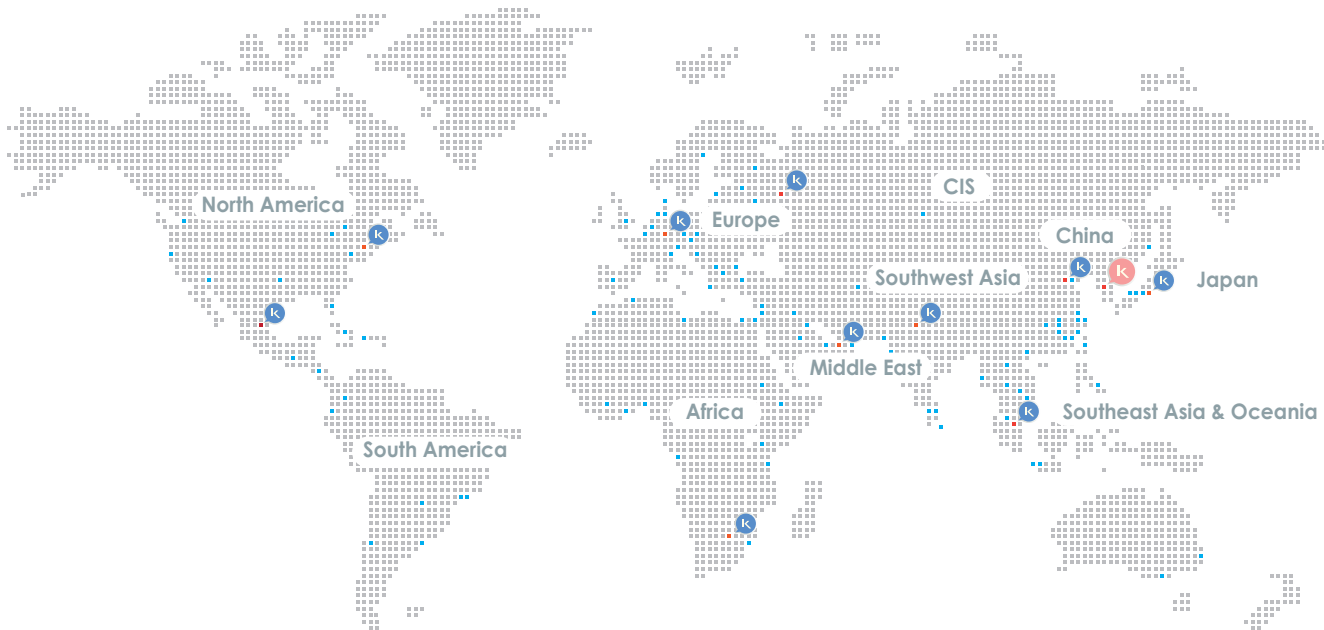 CIS
North America
Europe
China
Southwest Asia
Japan
Middle East
Africa
Southeast Asia & Oceania
South America
k
k
k
k
k
k
k
k
k
k
k